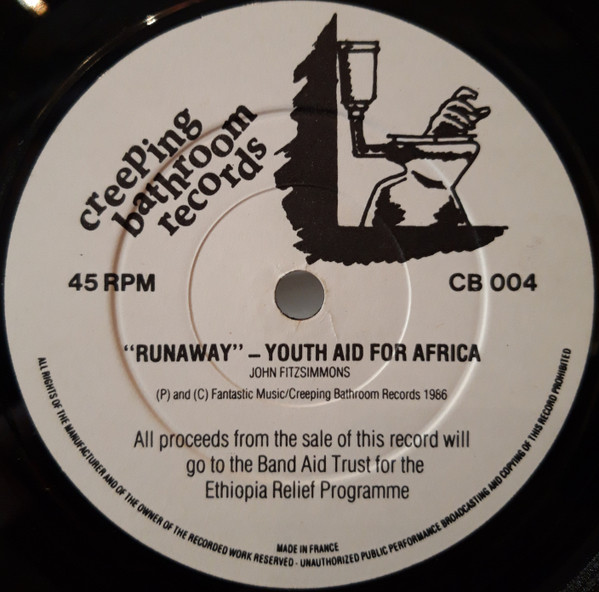 creeping
bathroom
records
45 RPM
CB 004
“RUNAWAY” – YOUTH AID FOR AFRICA
JOHN FITZSIMMONS
(P) and (C) Fantastic Music/Creeping Bathroom Records 1986
All proceeds from the sale of this record will
go to the Band Aid Trust for the
Ethiopia Relief Programme
MADE IN FRANCE
ALL RIGHTS OF THE MANUFACTURER AND OF THE OWNER OF THE RECORDED WORK RESERVED - UNAUTHORIZED PUBLIC PERFORMANCE BROADCASTING AND COPYING OF THIS RECORD PROHIBITED